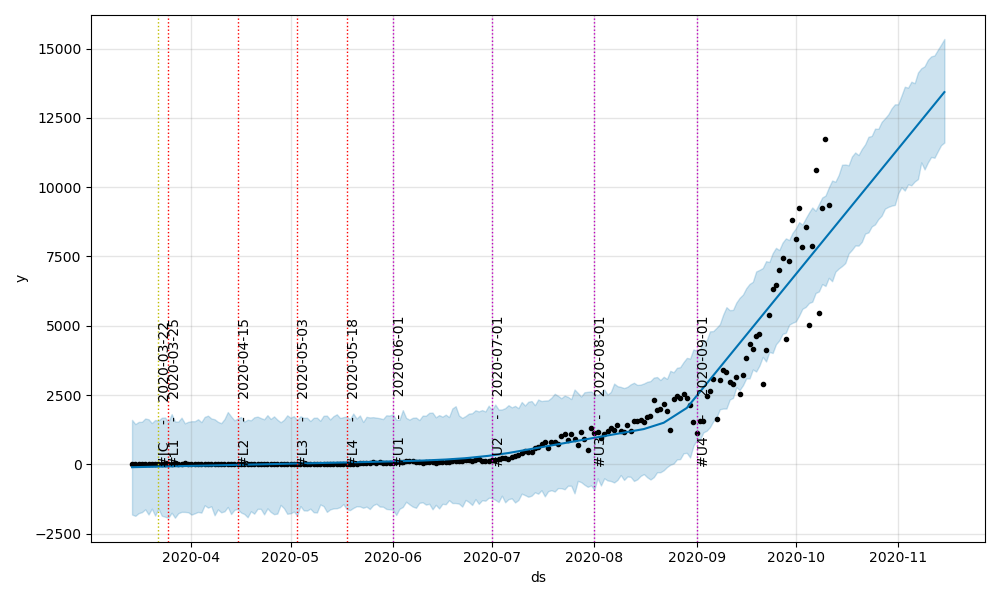 15000
12500
10000
7500
5000
2500
0
−2500
y
#JC - 2020-03-22
#L1 - 2020-03-25
#L2 - 2020-04-15
#L3 - 2020-05-03
#L4 - 2020-05-18
#U1 - 2020-06-01
#U2 - 2020-07-01
#U3 - 2020-08-01
#U4 - 2020-09-01
2020-04 2020-05 2020-06 2020-07 2020-08 2020-09 2020-10 2020-11
ds